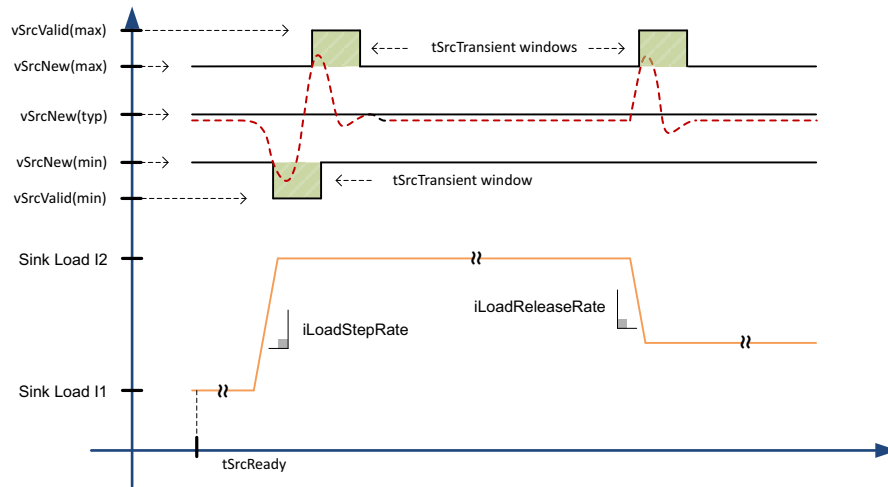 vSrcValid(max)
tSrcTransient windows
vSrcNew(max)
vSrcNew(typ)
vSrcNew(min)
tSrcTransient window
vSrcValid(min)
Sink Load I2
iLoadReleaseRate
iLoadStepRate
Sink Load I1
tSrcReady